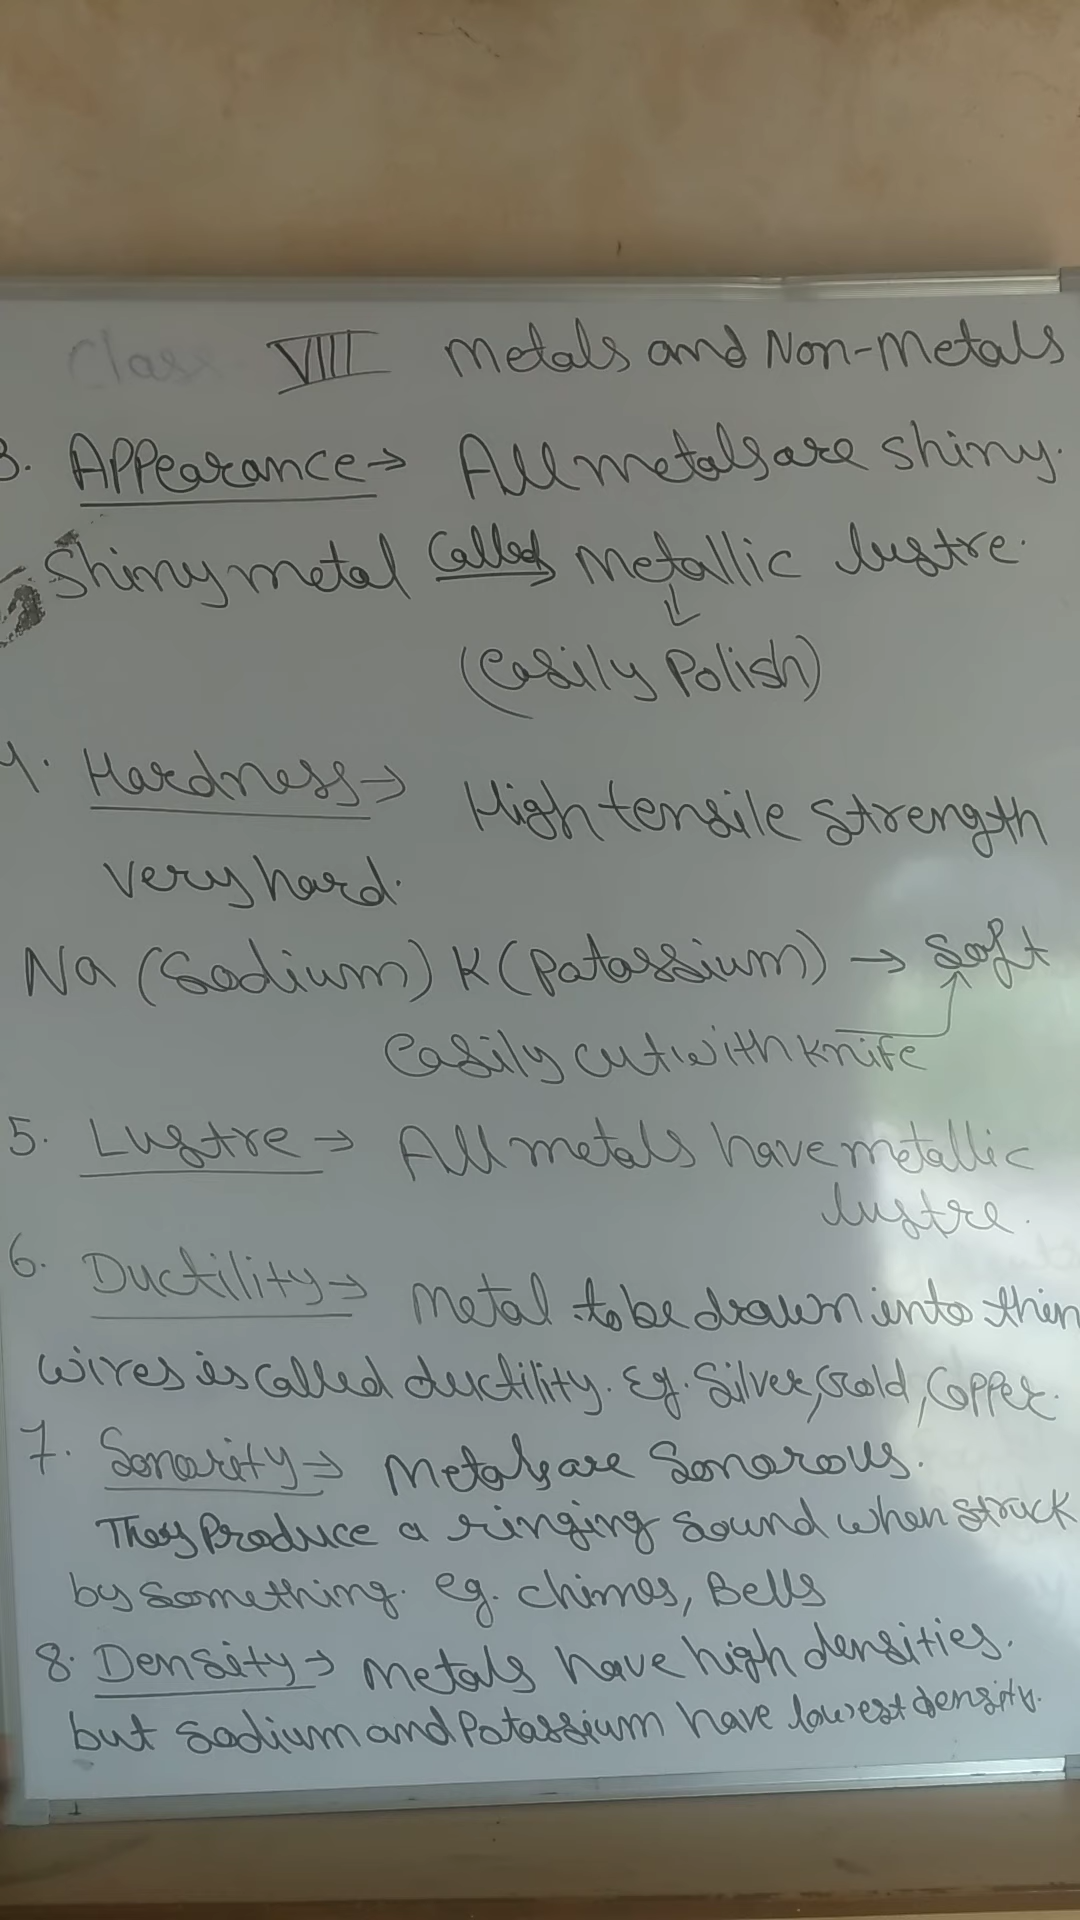 Class VIII Metals and Non-Metals
3. Appearance → All metals are shiny.
Shiny metal called → Metallic lustre.
(Easily Polish)
4. Hardness → High tensile strength
very hard.
Na (Sodium) K (Potassium) → Soft
Easily cut with knife
5. Lustre → All metals have metallic
lustre.
6. Ductility → Metal to be drawn into thin
wires is called ductility. Eg. Silver, Gold, Copper.
7. Sonority → Metals are Sonorous.
They Produce a ringing sound when struck
by something. eg. chimes, Bells
8. Density → Metals have high densities.
but sodium and Potassium have lowest density.